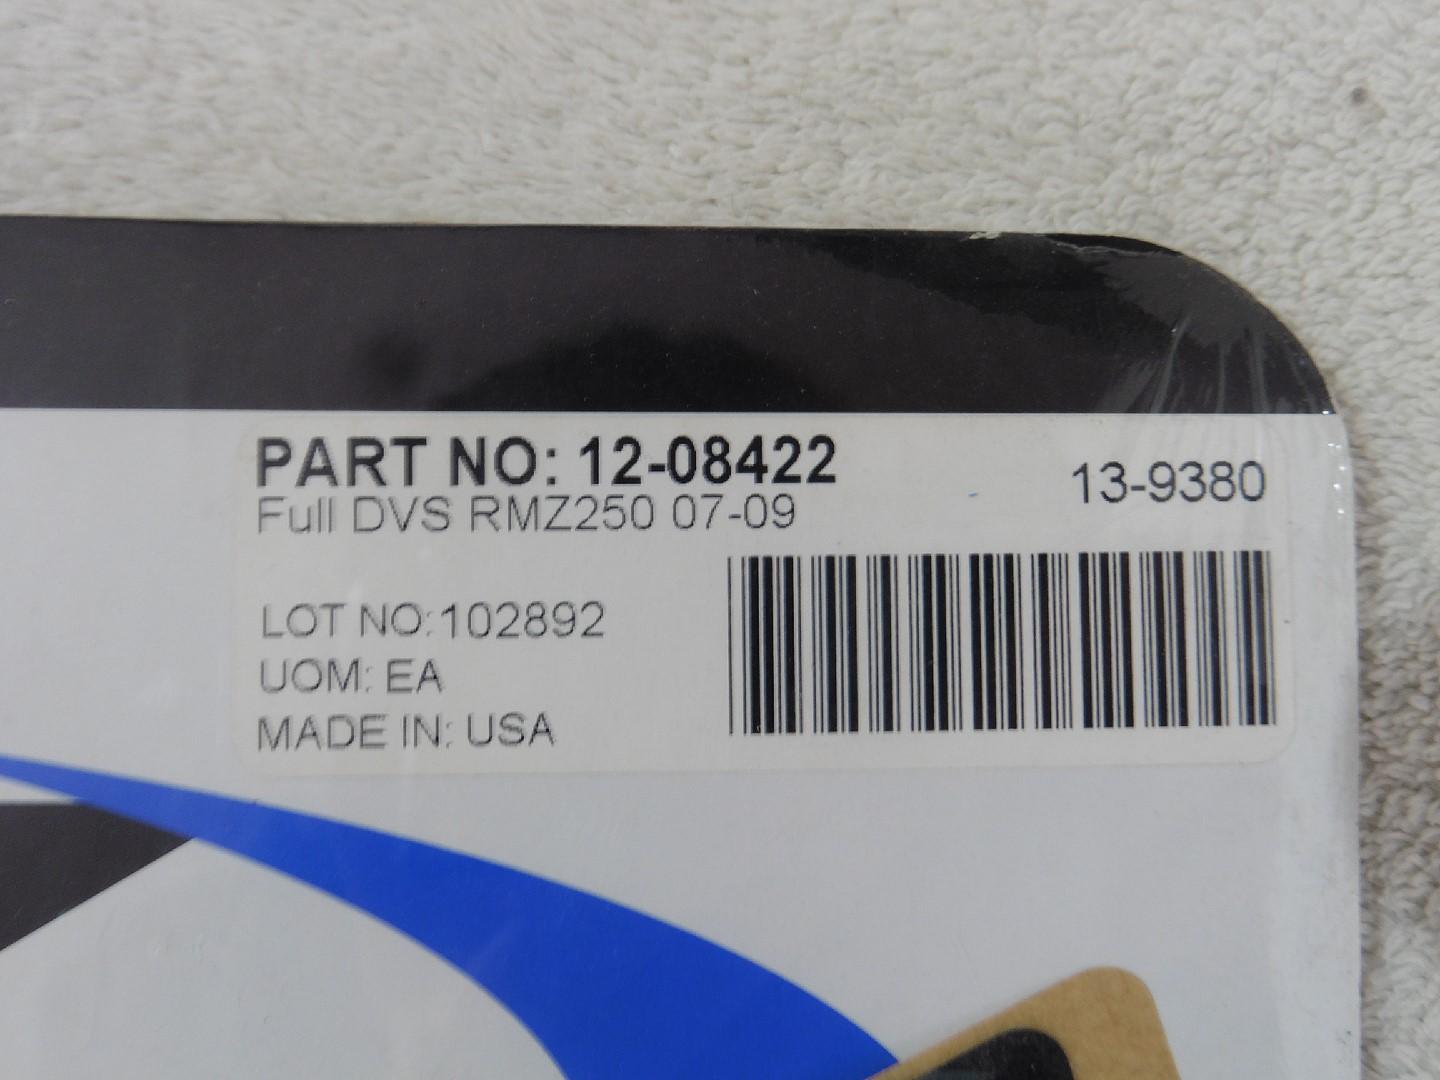 PART NO: 12-08422
13-9380
Full DVS RMZ250 07-09
LOT NO:102892
UOM: EA
MADE IN: USA